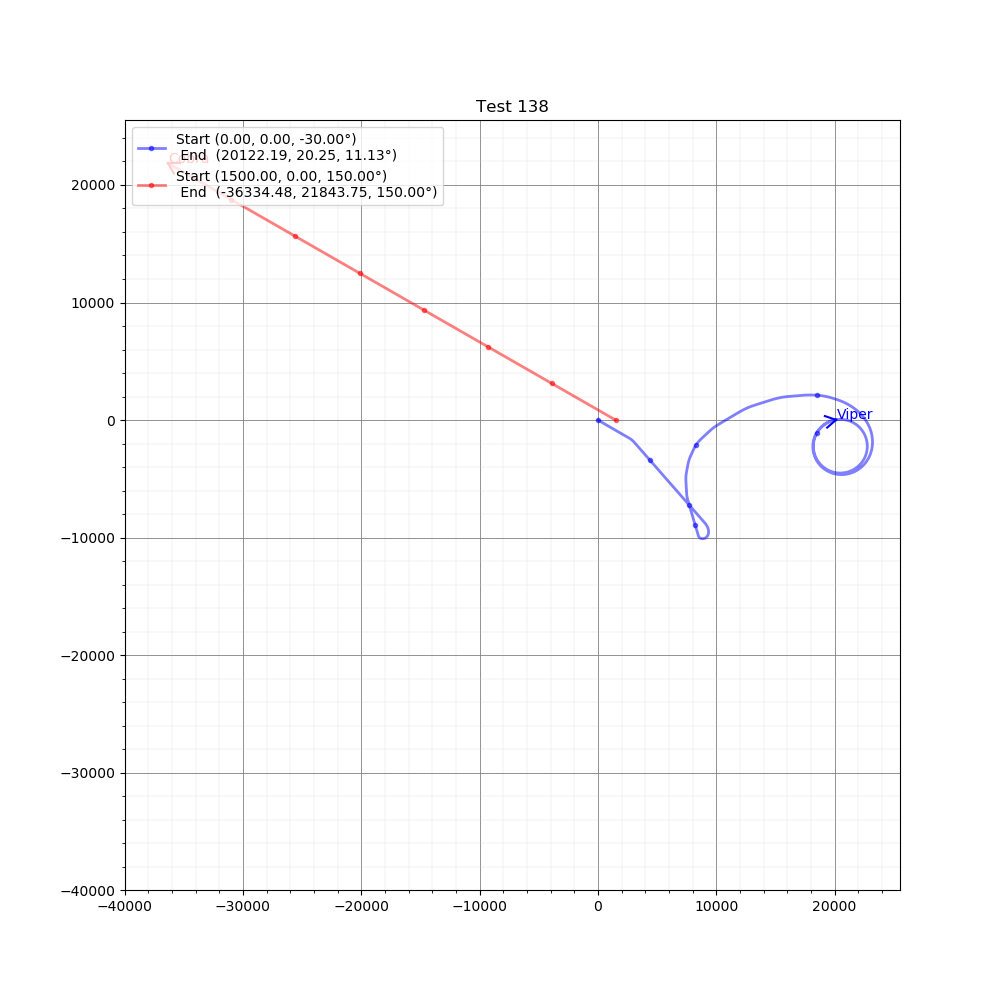 Test 138
Start (0.00, 0.00, -30.00°)
End (20122.19, 20.25, 11.13°)
Start (1500.00, 0.00, 150.00°)
End (-36334.48, 21843.75, 150.00°)
Viper
20000
10000
0
−10000
−20000
−30000
−40000
−40000 −30000 −20000 −10000 0 10000 20000